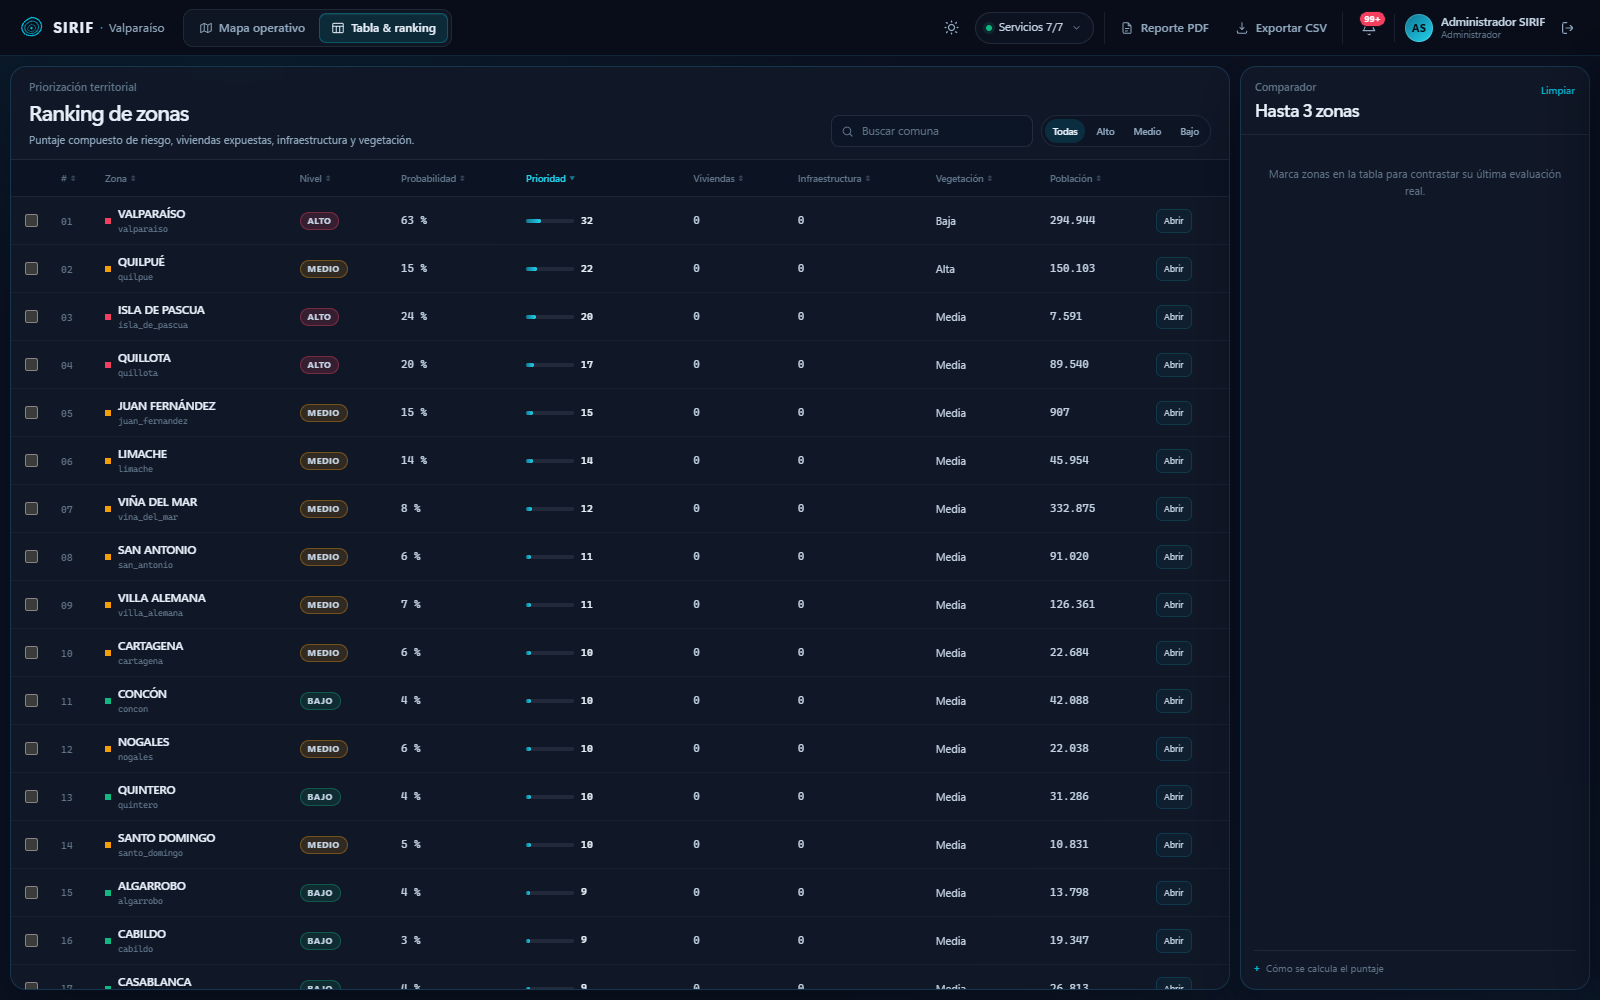 SIRIF · Valparaíso
Mapa operativo
Tabla & ranking
Servicios 7/7
Reporte PDF
Exportar CSV
99+
AS
Administrador SIRIF
Administrador
Priorización territorial
Ranking de zonas
Puntaje compuesto de riesgo, viviendas expuestas, infraestructura y vegetación.
Buscar comuna
Todas Alto Medio Bajo
# Zona Nivel Probabilidad Prioridad Viviendas Infraestructura Vegetación Población
01 VALPARAÍSO ALTO 63 % 32 0 0 Baja 294.944 Abrir
valparaiso
02 QUILPUÉ MEDIO 15 % 22 0 0 Alta 150.103 Abrir
quilpue
03 ISLA DE PASCUA ALTO 24 % 20 0 0 Media 7.591 Abrir
isla_de_pascua
04 QUILLOTA ALTO 20 % 17 0 0 Media 89.540 Abrir
quillota
05 JUAN FERNÁNDEZ MEDIO 15 % 15 0 0 Media 907 Abrir
juan_fernandez
06 LIMACHE MEDIO 14 % 14 0 0 Media 45.954 Abrir
limache
07 VIÑA DEL MAR MEDIO 8 % 12 0 0 Media 332.875 Abrir
vina_del_mar
08 SAN ANTONIO MEDIO 6 % 11 0 0 Media 91.020 Abrir
san_antonio
09 VILLA ALEMANA MEDIO 7 % 11 0 0 Media 126.361 Abrir
villa_alemana
10 CARTAGENA MEDIO 6 % 10 0 0 Media 22.684 Abrir
cartagena
11 CONCÓN BAJO 4 % 10 0 0 Media 42.088 Abrir
concon
12 NOGALES MEDIO 6 % 10 0 0 Media 22.038 Abrir
nogales
13 QUINTERO BAJO 4 % 10 0 0 Media 31.286 Abrir
quintero
14 SANTO DOMINGO MEDIO 5 % 10 0 0 Media 10.831 Abrir
santo_domingo
15 ALGARROBO BAJO 4 % 9 0 0 Media 13.798 Abrir
algarrobo
16 CABILDO BAJO 3 % 9 0 0 Media 19.347 Abrir
cabildo
17 CASABLANCA BAJO 4 % 9 0 0 Media 26.813 Abrir
Comparador
Hasta 3 zonas
Limpiar
Marca zonas en la tabla para contrastar su última evaluación
real.
+ Cómo se calcula el puntaje